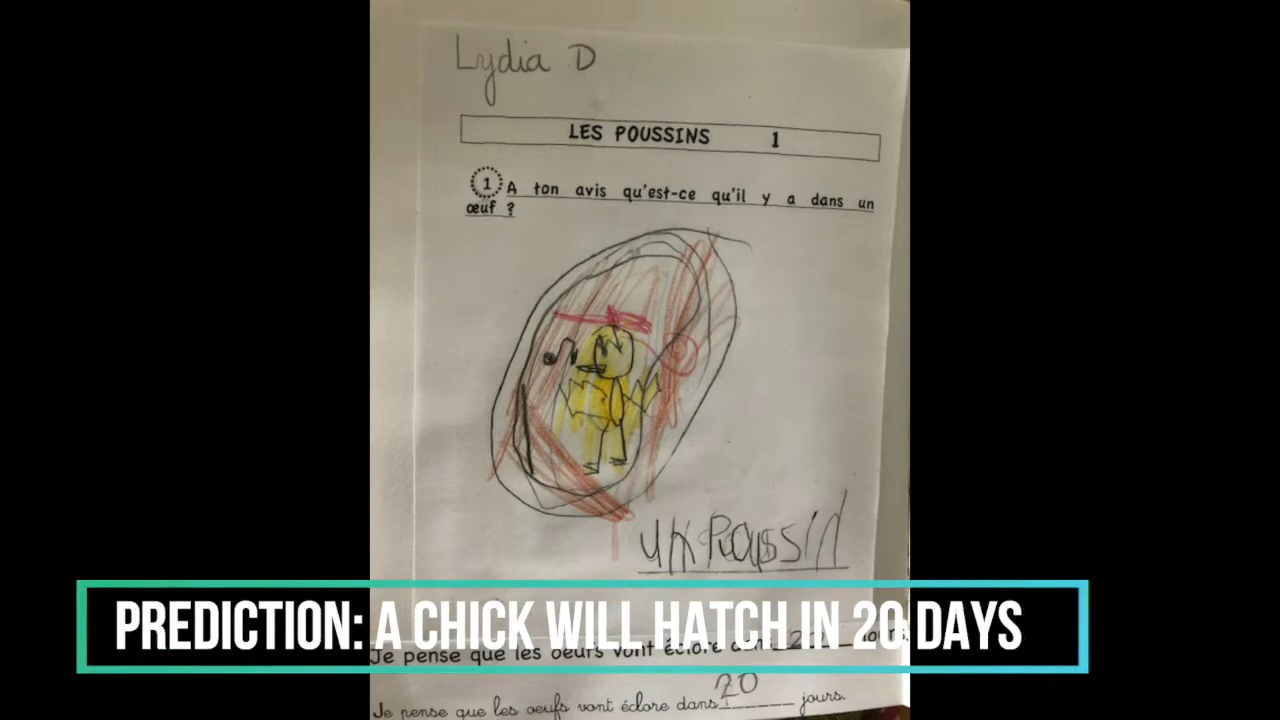 Lydia D
LES POUSSINS 1
1 A ton avis qu'est-ce qu'il y a dans un
œuf ?
un Poussin
PREDICTION: A CHICK WILL HATCH IN 20 DAYS
Je pense que les oeufs vont éclore dans 20 jours.
Je pense que les oeufs vont éclore dans 20 jours.